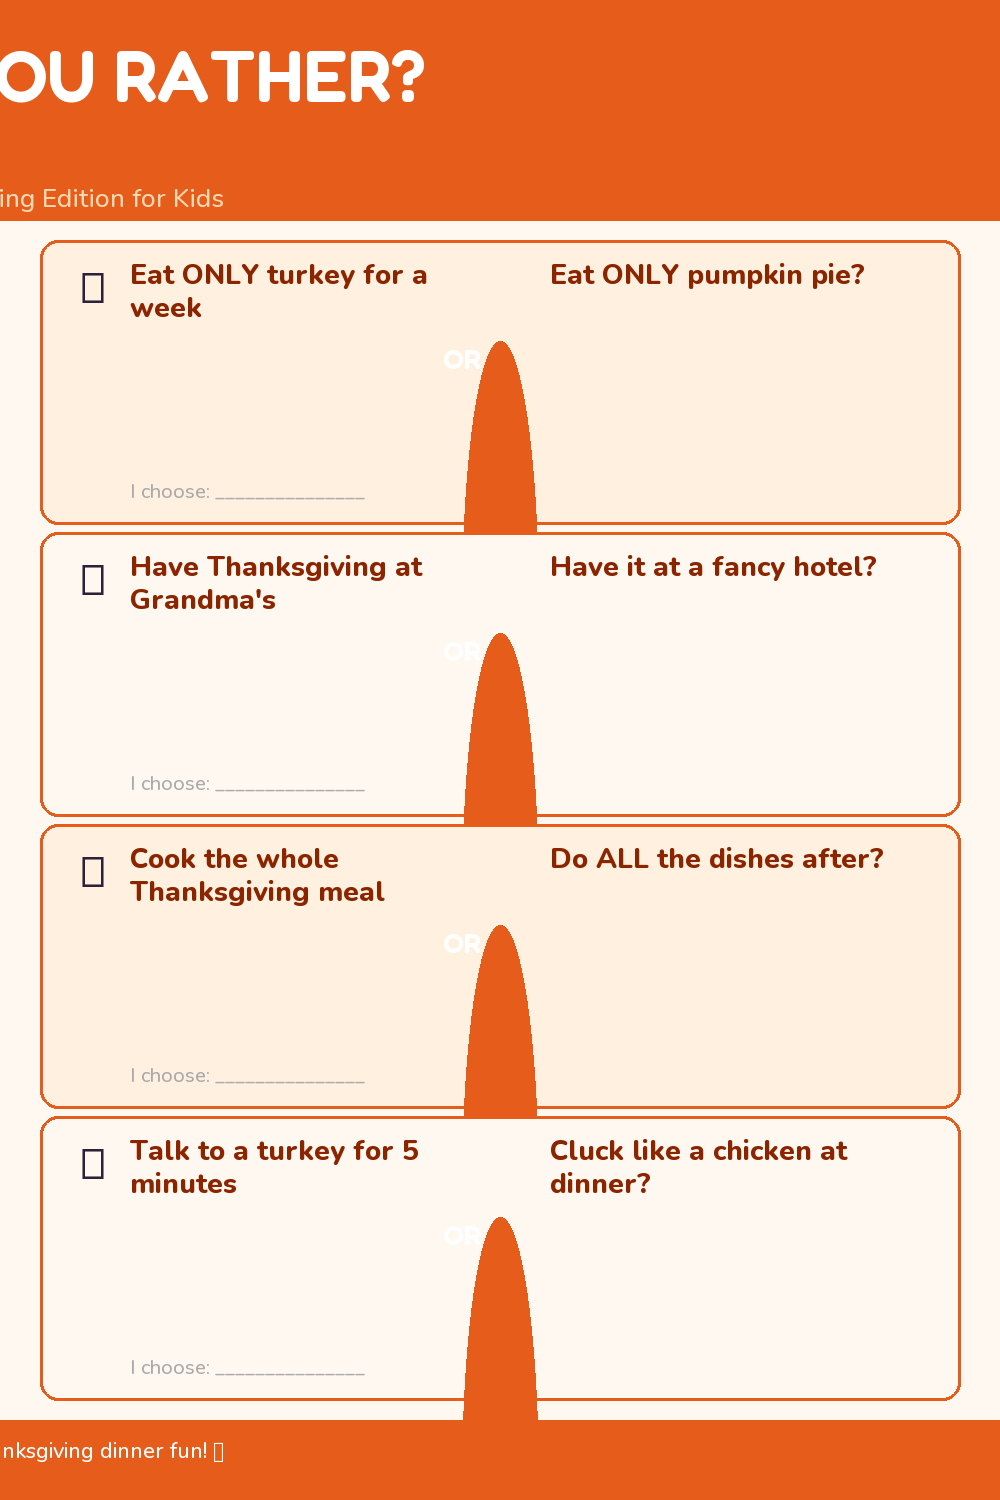 OU RATHER?
ing Edition for Kids
Eat ONLY turkey for a
week
OR
Eat ONLY pumpkin pie?
I choose: _______________
Have Thanksgiving at
Grandma's
OR
Have it at a fancy hotel?
I choose: _______________
Cook the whole
Thanksgiving meal
OR
Do ALL the dishes after?
I choose: _______________
Talk to a turkey for 5
minutes
OR
Cluck like a chicken at
dinner?
I choose: _______________
nksgiving dinner fun!